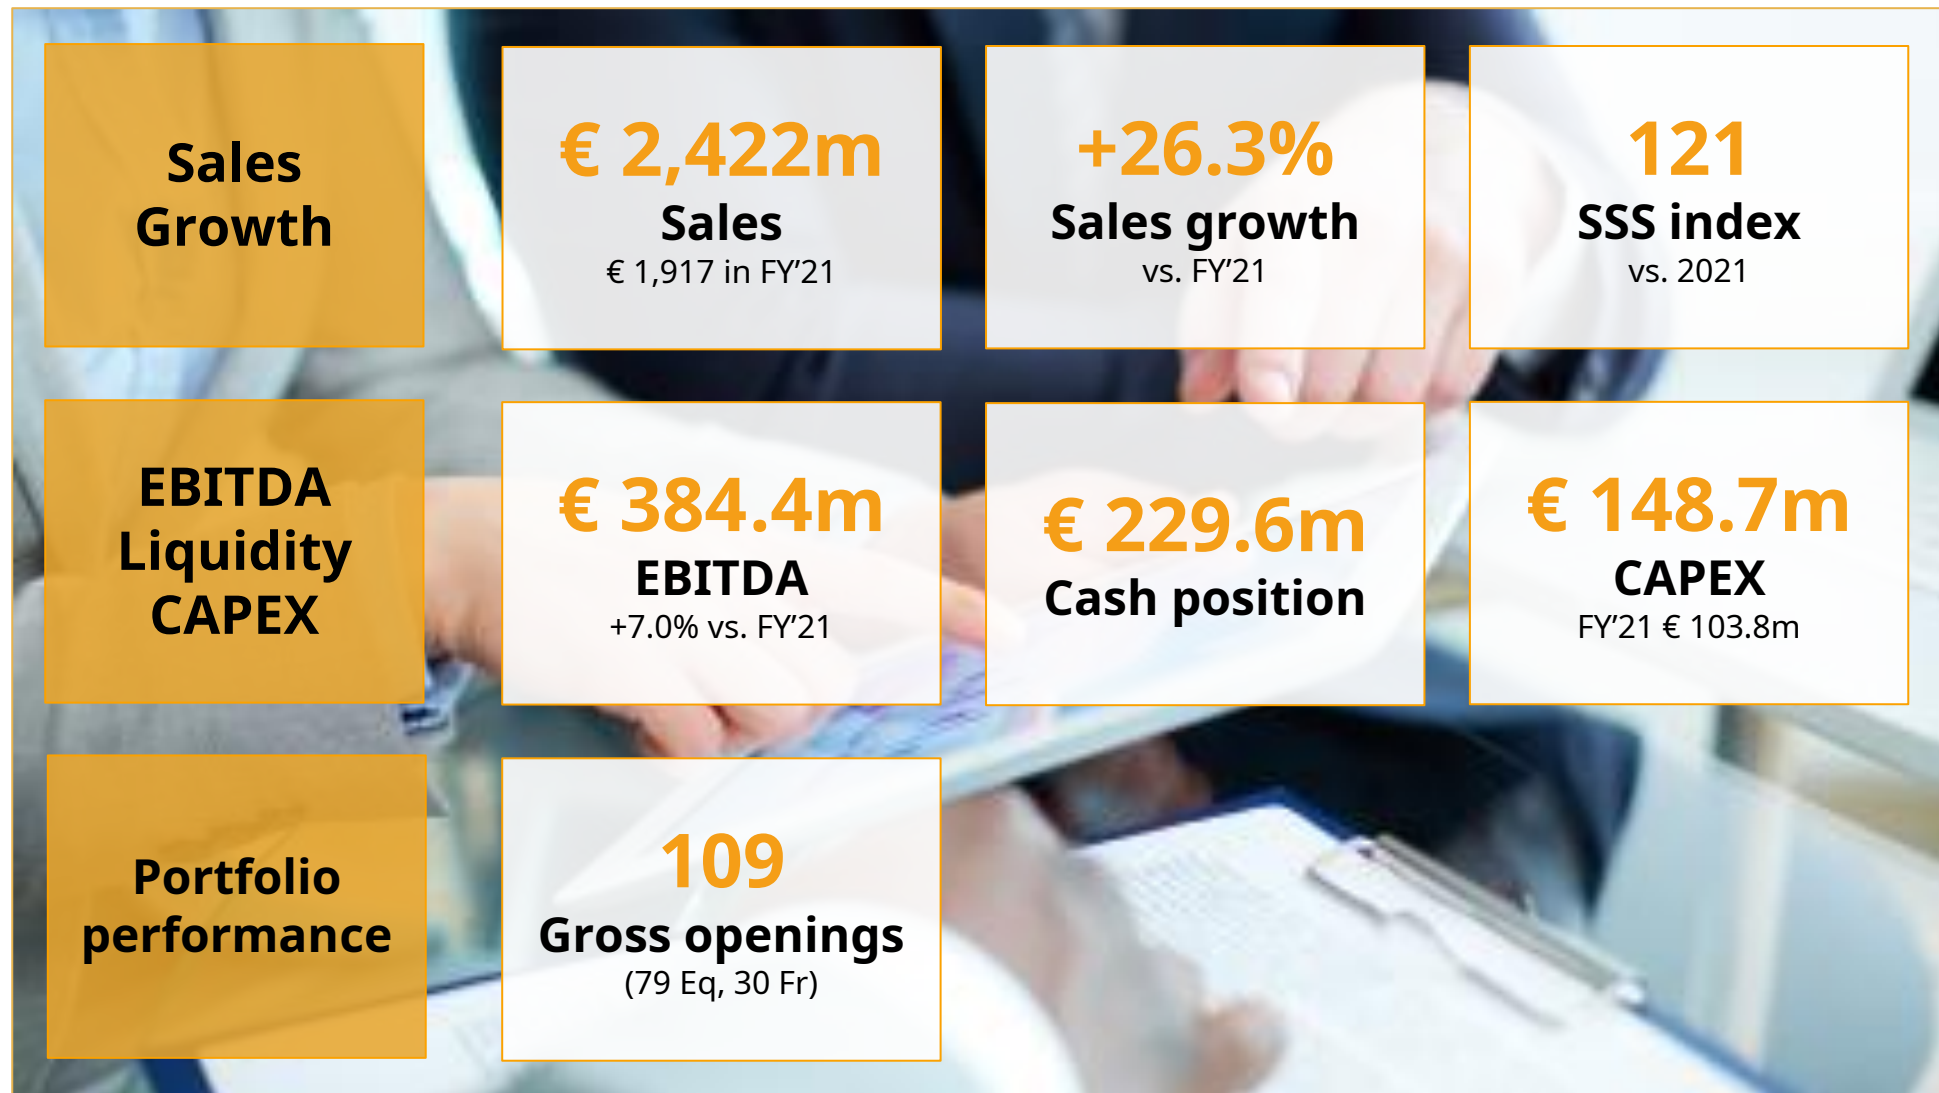 Sales
Growth
€ 2,422m
Sales
€ 1,917 in FY’21
+26.3%
Sales growth
vs. FY’21
121
SSS index
vs. 2021
EBITDA
Liquidity
CAPEX
€ 384.4m
EBITDA
+7.0% vs. FY’21
€ 229.6m
Cash position
€ 148.7m
CAPEX
FY’21 € 103.8m
Portfolio
performance
109
Gross openings
(79 Eq, 30 Fr)